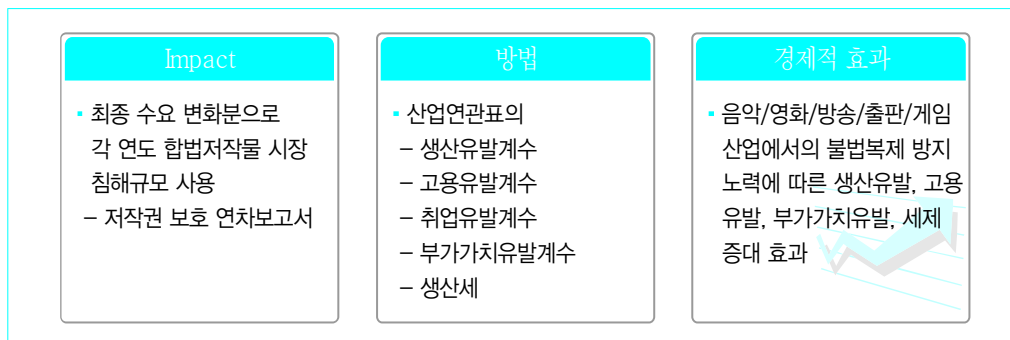 Impact
▪ 최종 수요 변화분으로
각 연도 합법저작물 시장
침해규모 사용
– 저작권 보호 연차보고서
방법
▪ 산업연관표의
– 생산유발계수
– 고용유발계수
– 취업유발계수
– 부가가치유발계수
– 생산세
경제적 효과
▪ 음악/영화/방송/출판/게임
산업에서의 불법복제 방지
노력에 따른 생산유발, 고용
유발, 부가가치유발, 세제
증대 효과